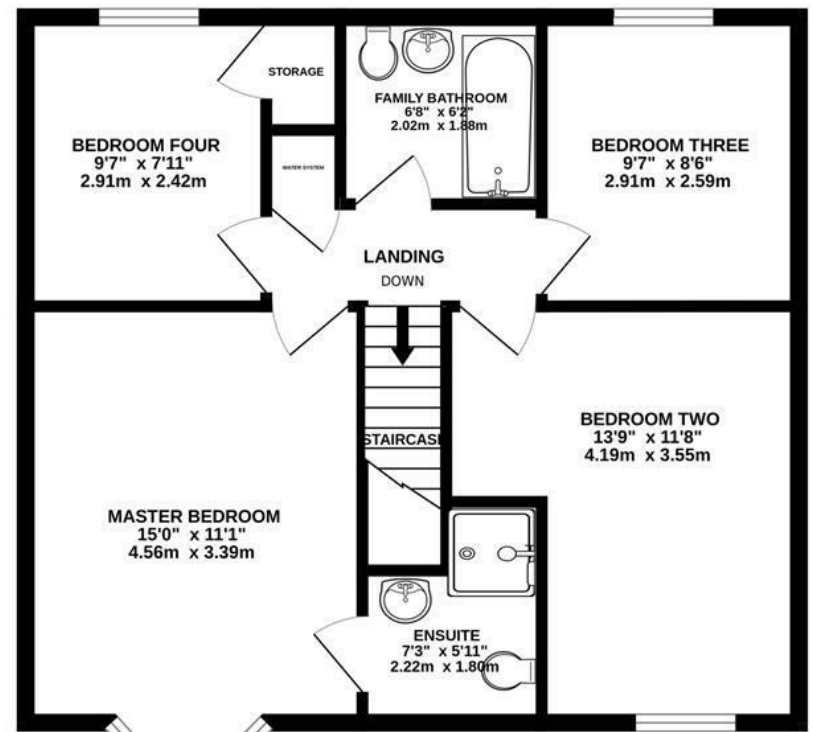 STORAGE
FAMILY BATHROOM
6'8" x 6'2"
2.02m x 1.88m
BEDROOM FOUR
9'7" x 7'11"
2.91m x 2.42m
BEDROOM THREE
9'7" x 8'6"
2.91m x 2.59m
WATER SYSTEM
LANDING
DOWN
STAIRCASE
BEDROOM TWO
13'9" x 11'8"
4.19m x 3.55m
MASTER BEDROOM
15'0" x 11'1"
4.56m x 3.39m
ENSUITE
7'3" x 5'11"
2.22m x 1.80m